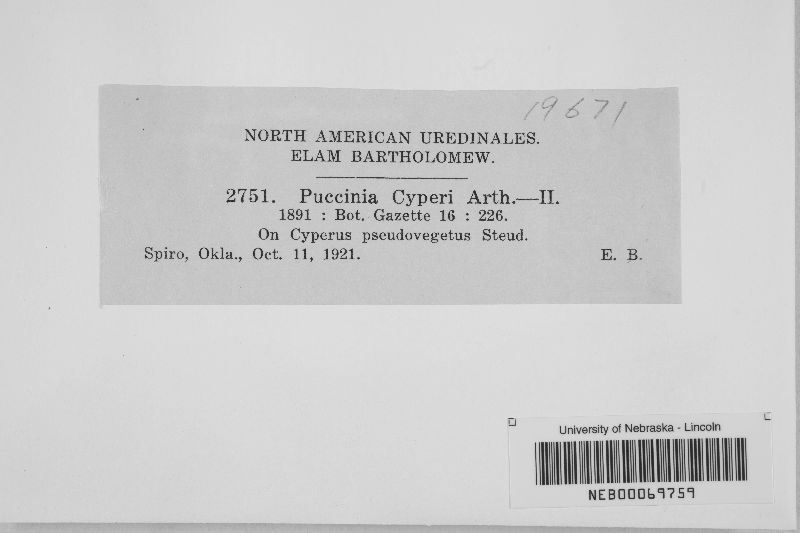 19671
NORTH AMERICAN UREDINALES.
ELAM BARTHOLOMEW.
2751. Puccinia Cyperi Arth.—II.
1891 : Bot. Gazette 16 : 226.
On Cyperus pseudovegetus Steud.
Spiro, Okla., Oct. 11, 1921. E. B.
University of Nebraska - Lincoln
NEB00069759